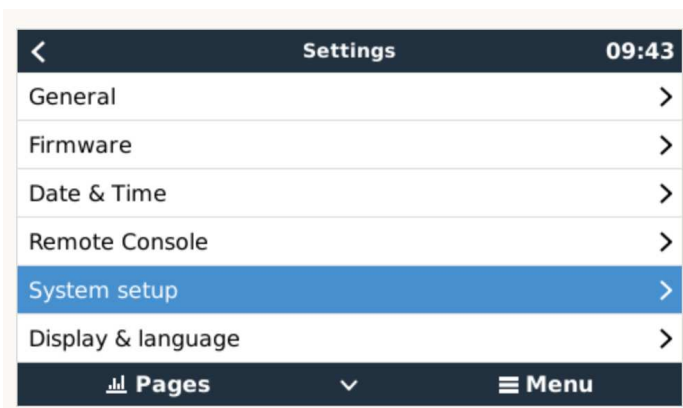 Settings 09:43
General
Firmware
Date & Time
Remote Console
System setup
Display & language
Pages Menu